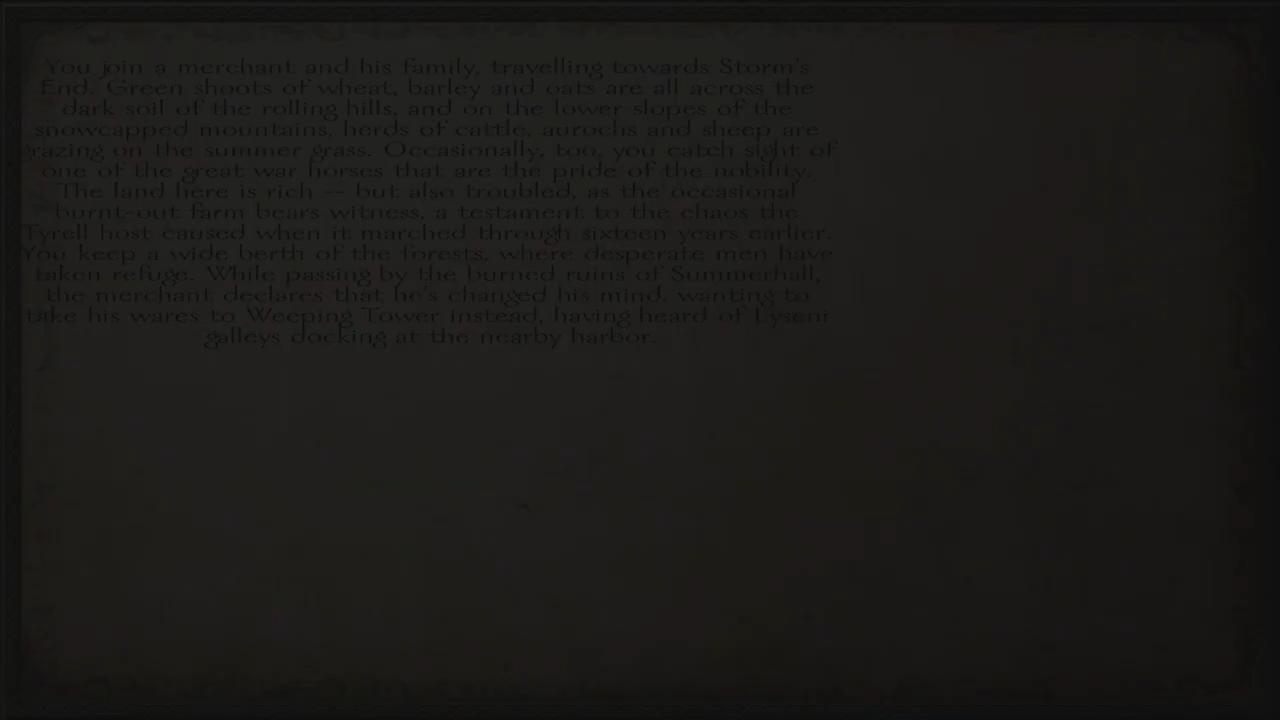 You join a merchant and his family, travelling towards Storm's
End. Green shoots of wheat, barley and oats are all across the
dark soil of the rolling hills, and on the lower slopes of the
snowcapped mountains, herds of cattle, aurochs and sheep are
grazing on the summer grass. Occasionally, too, you catch sight of
one of the great war horses that are the pride of the nobility.
The land here is rich -- but also troubled, as the occasional
burnt-out farm bears witness, a testament to the chaos the
Tyrell host caused when it marched through sixteen years earlier.
You keep a wide berth of the forests, where desperate men have
taken refuge. While passing by the burned ruins of Summerhall,
the merchant declares that he's changed his mind, wanting to
take his wares to Weeping Tower instead, having heard of Lyseni
galleys docking at the nearby harbor.